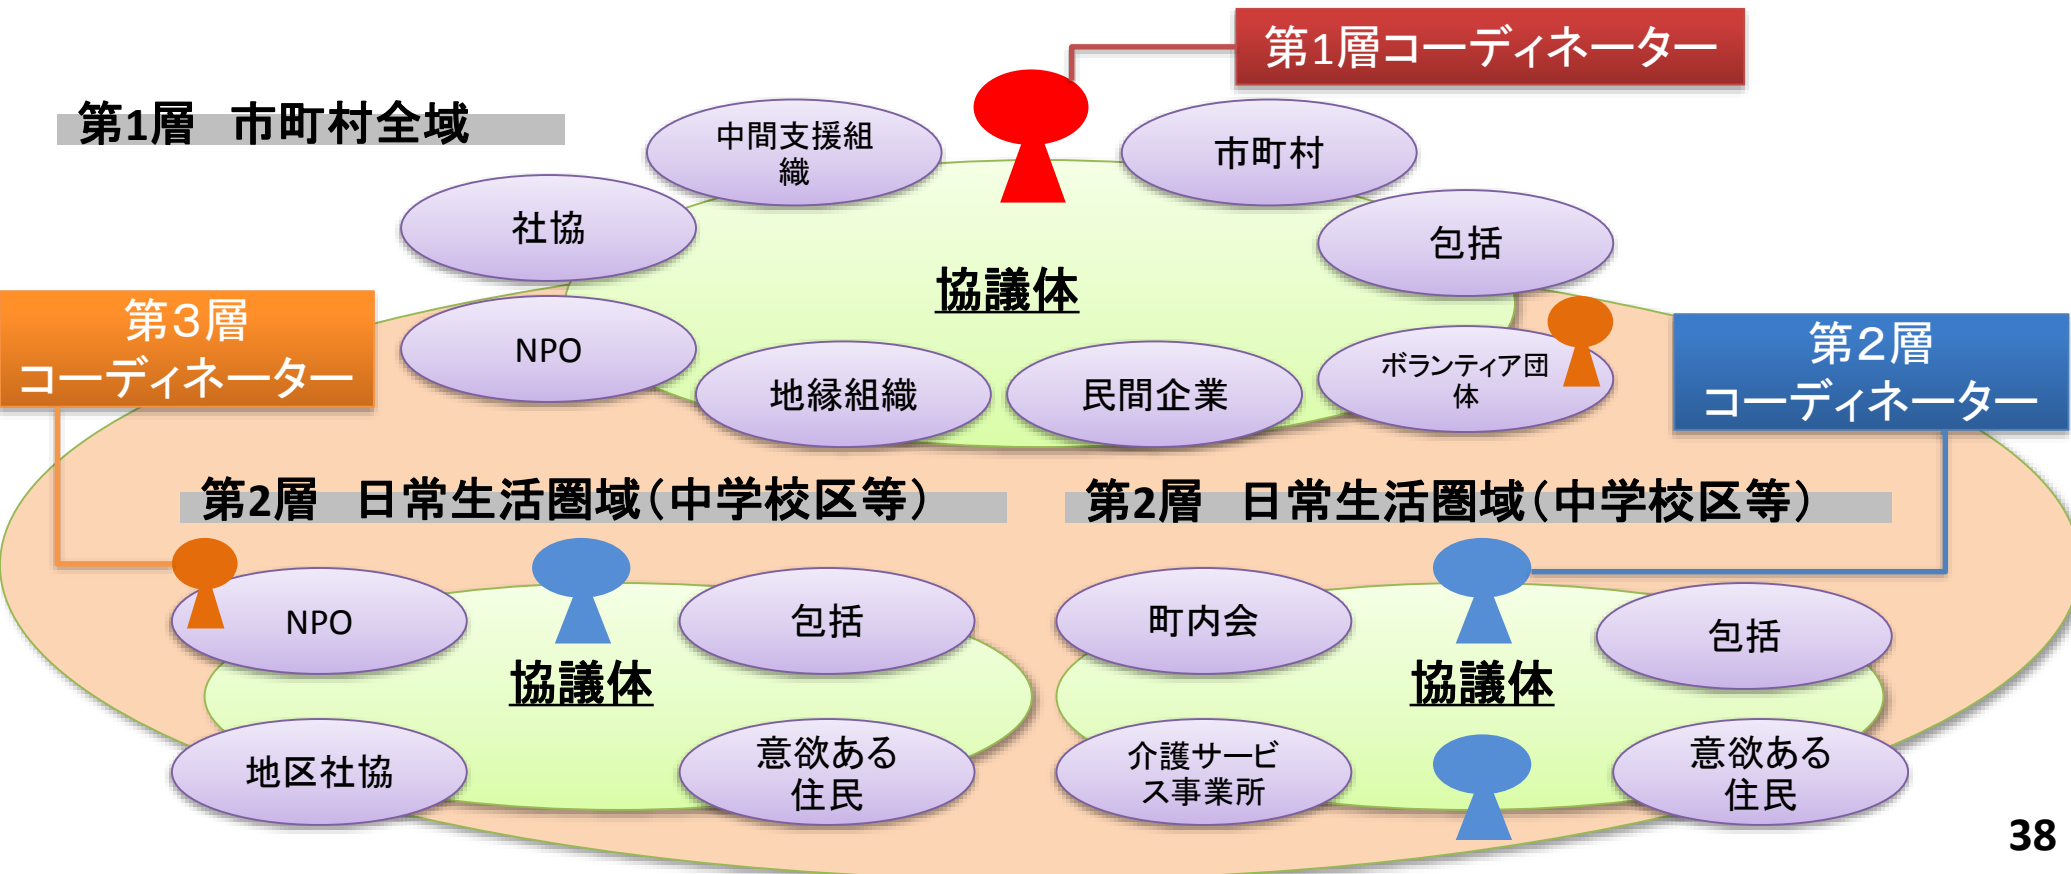 第1層コーディネーター
第1層　市町村全域
中間支援組
織
市町村
社協
包括
協議体
第３層
コーディネーター
NPO
地縁組織
民間企業
ボランティア団
体
第２層
コーディネーター
第2層　日常生活圏域（中学校区等）
第2層　日常生活圏域（中学校区等）
NPO
包括
協議体
地区社協
意欲ある
住民
町内会
包括
協議体
介護サービ
ス事業所
意欲ある
住民
38